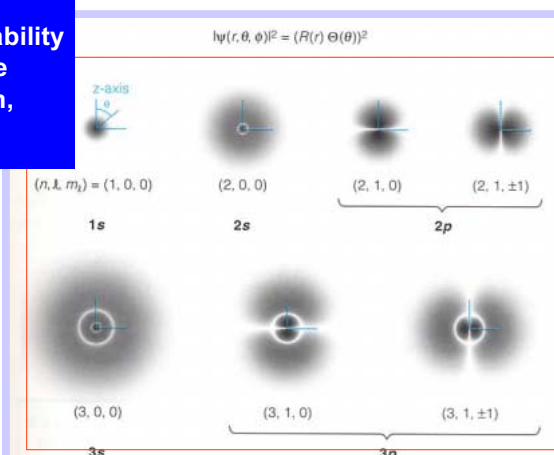 ability
|ψ(r, θ, ϕ)|² = (R(r) Θ(θ))²
z-axis
θ
(n, l, mₗ) = (1, 0, 0)
(2, 0, 0)
(2, 1, 0)
(2, 1, ±1)
1s
2s
2p
(3, 0, 0)
(3, 1, 0)
(3, 1, ±1)
3s
3p